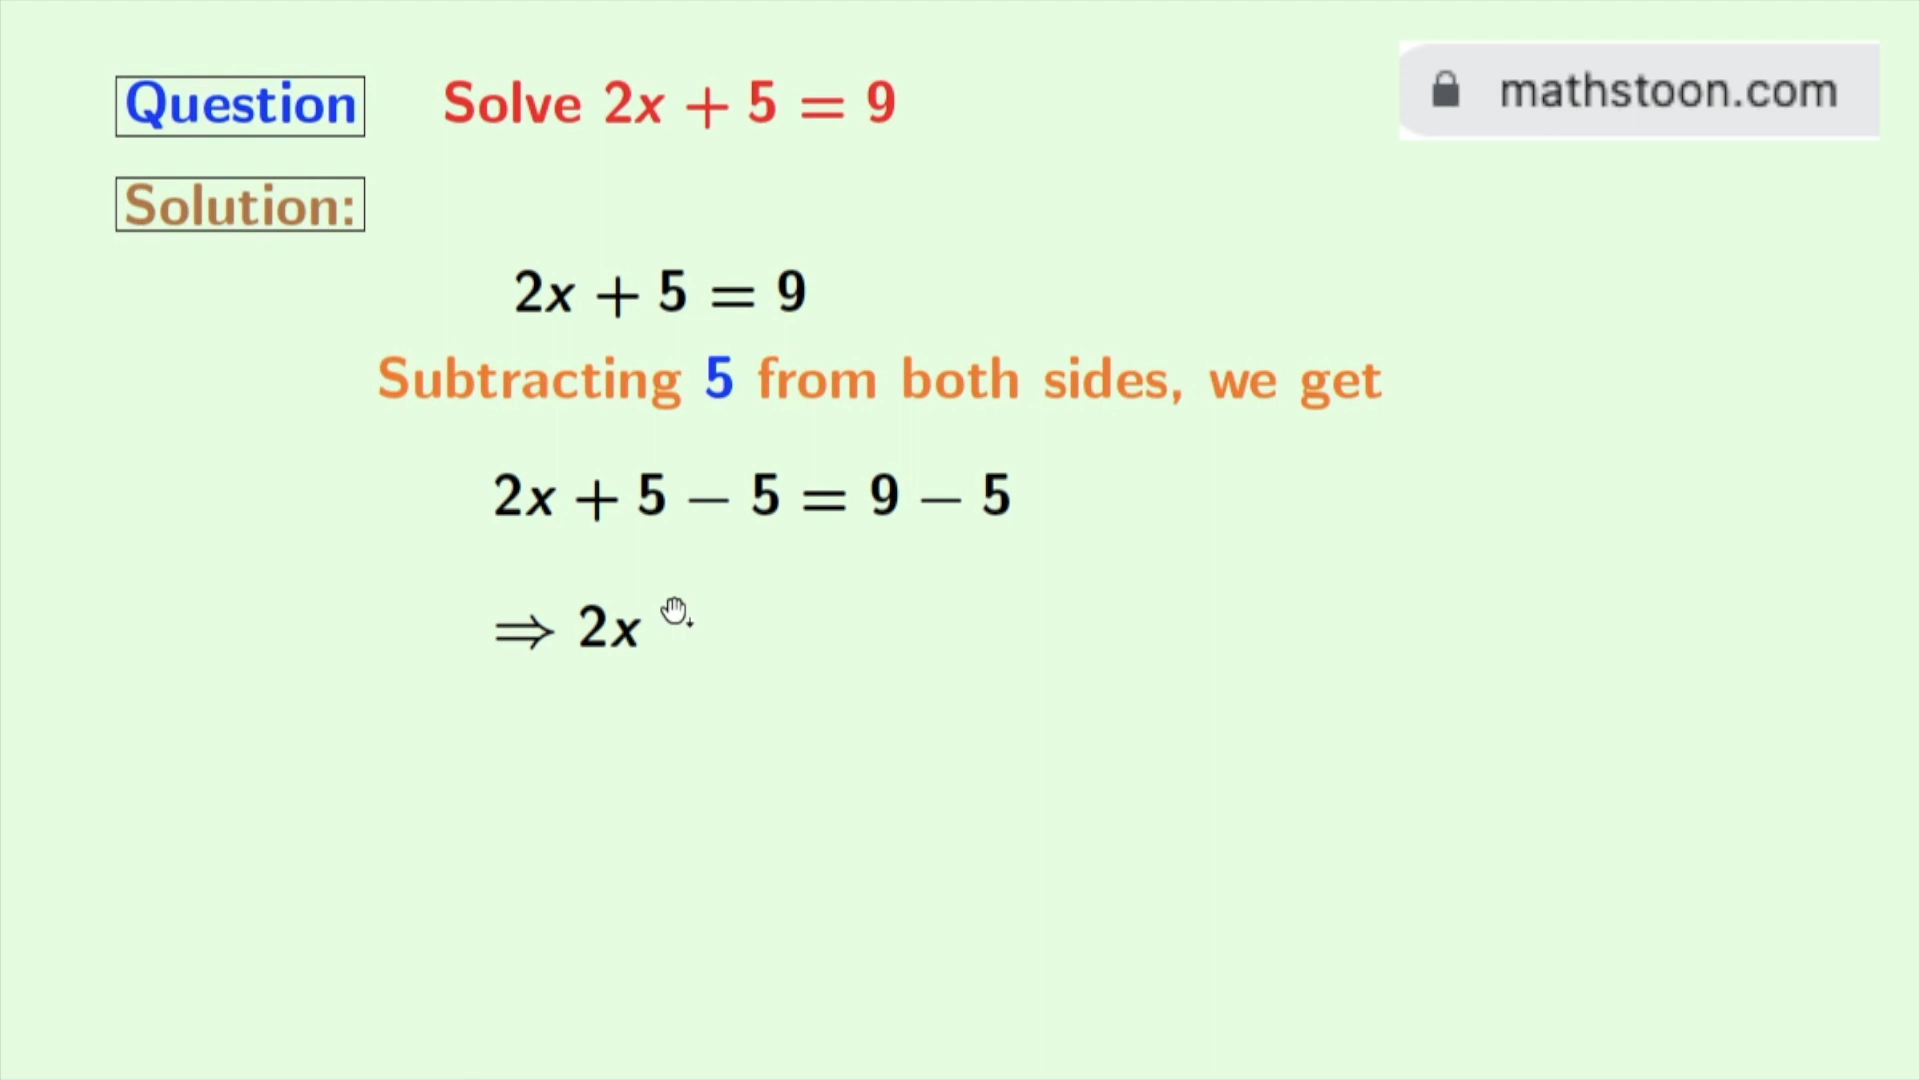 Question Solve 2x + 5 = 9
mathstoon.com
Solution:
2x + 5 = 9
Subtracting 5 from both sides, we get
2x + 5 − 5 = 9 − 5
⇒ 2x